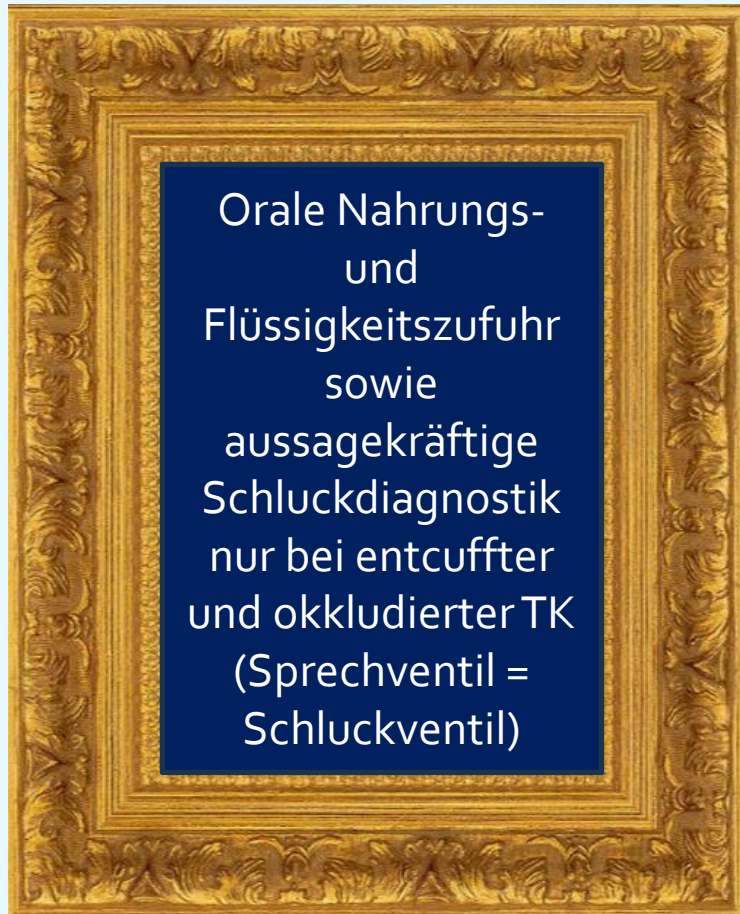 Orale Nahrungs-
und
Flüssigkeitszufuhr
sowie
aussagekräftige
Schluckdiagnostik
nur bei entcuffter
und okkludierter TK
(Sprechventil =
Schluckventil)